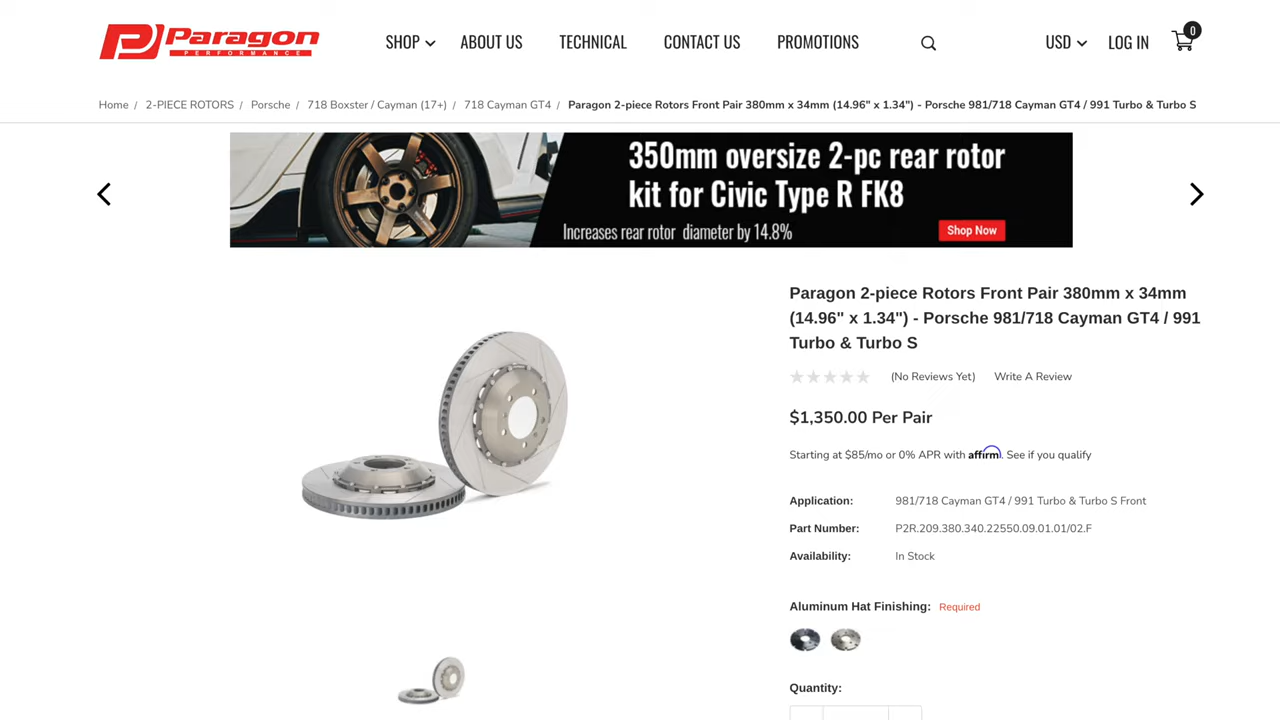 Paragon
PERFORMANCE
SHOP
ABOUT US
TECHNICAL
CONTACT US
PROMOTIONS
USD
LOG IN
0
Home / 2-PIECE ROTORS / Porsche / 718 Boxster / Cayman (17+) / 718 Cayman GT4 / Paragon 2-piece Rotors Front Pair 380mm x 34mm (14.96" x 1.34") - Porsche 981/718 Cayman GT4 / 991 Turbo & Turbo S
350mm oversize 2-pc rear rotor
kit for Civic Type R FK8
Increases rear rotor diameter by 14.8%
Shop Now
Paragon 2-piece Rotors Front Pair 380mm x 34mm
(14.96" x 1.34") - Porsche 981/718 Cayman GT4 / 991
Turbo & Turbo S
(No Reviews Yet) Write A Review
$1,350.00 Per Pair
Starting at $85/mo or 0% APR with affirm. See if you qualify
Application: 981/718 Cayman GT4 / 991 Turbo & Turbo S Front
Part Number: P2R.209.380.340.22550.09.01.01/02.F
Availability: In Stock
Aluminum Hat Finishing: Required
Quantity: